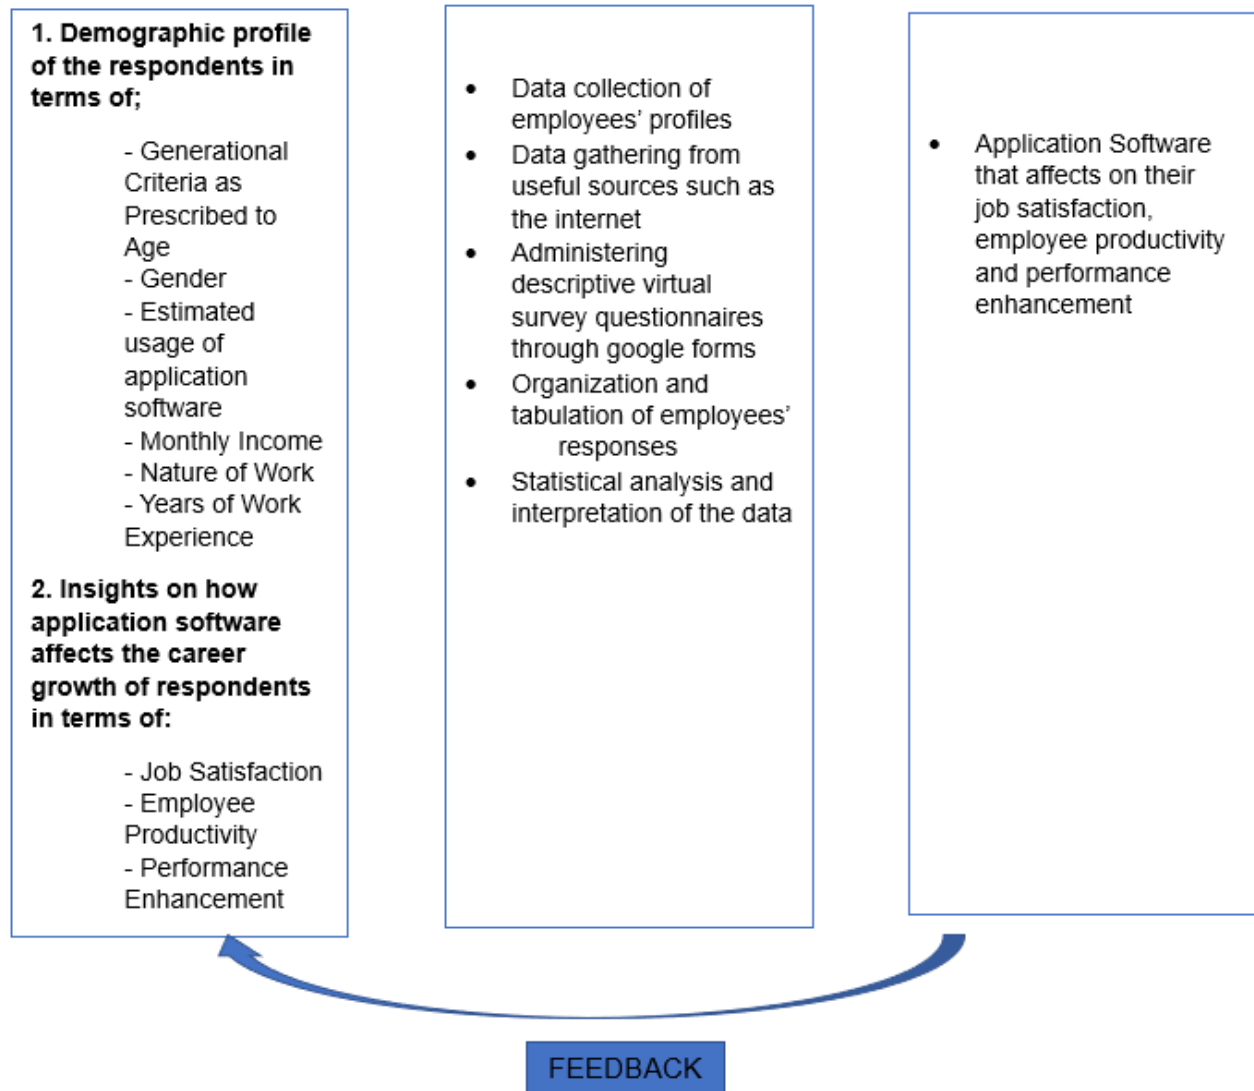 1. Demographic profile
of the respondents in
terms of;
- Generational
Criteria as
Prescribed to
Age
- Gender
- Estimated
usage of
application
software
- Monthly Income
- Nature of Work
- Years of Work
Experience
2. Insights on how
application software
affects the career
growth of respondents
in terms of:
- Job Satisfaction
- Employee
Productivity
- Performance
Enhancement
• Data collection of
employees’ profiles
• Data gathering from
useful sources such as
the internet
• Administering
descriptive virtual
survey questionnaires
through google forms
• Organization and
tabulation of employees’
responses
• Statistical analysis and
interpretation of the data
• Application Software
that affects on their
job satisfaction,
employee productivity
and performance
enhancement
FEEDBACK